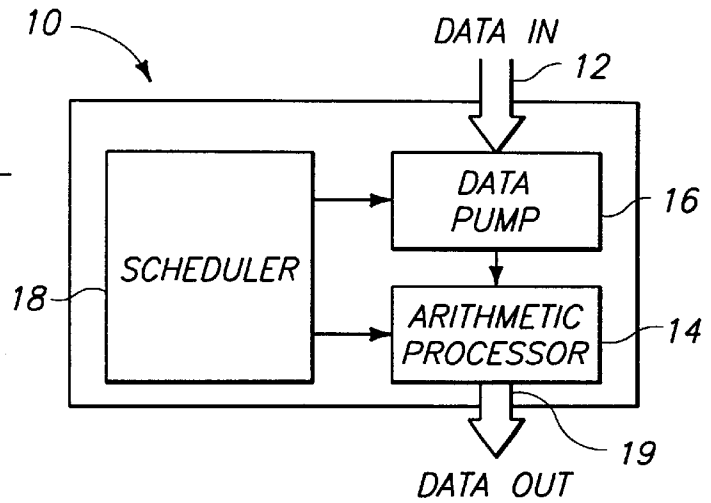 10
DATA IN
12
DATA
PUMP
16
SCHEDULER
18
ARITHMETIC
PROCESSOR
14
19
DATA OUT